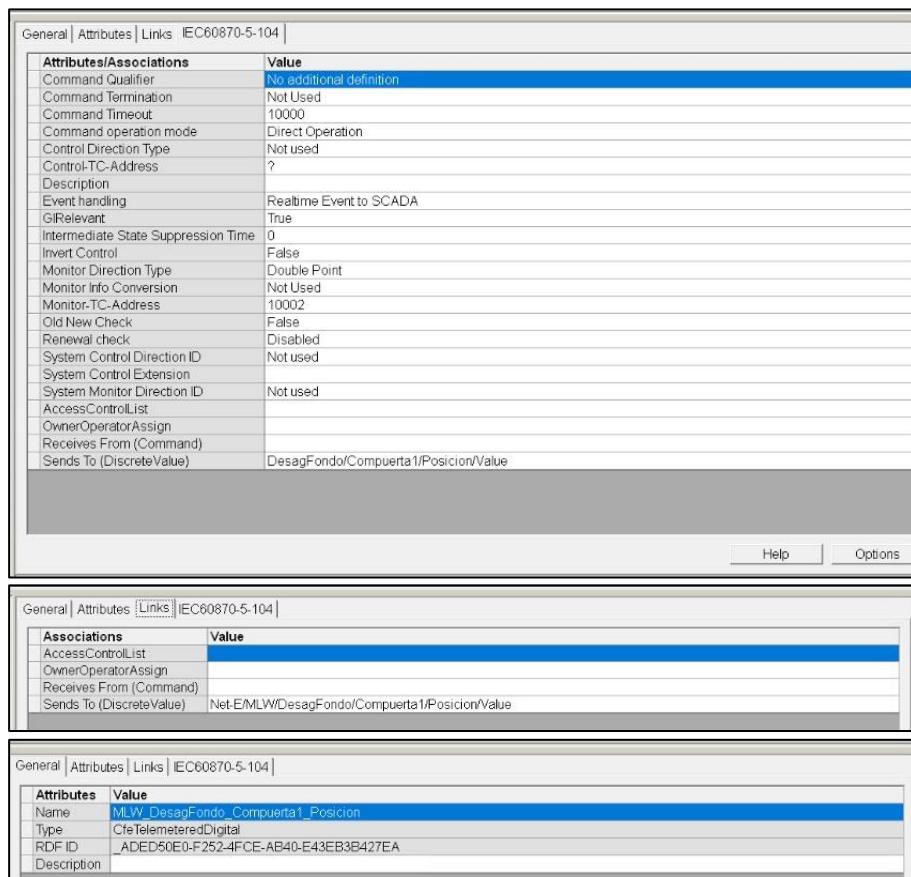 General Attributes Links IEC60870-5-104
Attributes/Associations Value
Command Qualifier No additional definition
Command Termination Not Used
Command Timeout 10000
Command operation mode Direct Operation
Control Direction Type Not used
Control-TC-Address ?
Description
Event handling Realtime Event to SCADA
GIRelevant True
Intermediate State Suppression Time 0
Invert Control False
Monitor Direction Type Double Point
Monitor Info Conversion Not Used
Monitor-TC-Address 10002
Old New Check False
Renewal check Disabled
System Control Direction ID Not used
System Control Extension
System Monitor Direction ID Not used
AccessControlList
OwnerOperatorAssign
Receives From (Command)
Sends To (DiscreteValue) DesagFondo/Compuerta1/Posicion/Value
Help Options
General Attributes Links IEC60870-5-104
Associations Value
AccessControlList
OwnerOperatorAssign
Receives From (Command)
Sends To (DiscreteValue) Net-E/MLW/DesagFondo/Compuerta1/Posicion/Value
General Attributes Links IEC60870-5-104
Attributes Value
Name MLW_DesagFondo_Compuerta1_Posicion
Type CfeTelemeteredDigital
RDF ID _ADED50E0-F252-4FCE-AB40-E43EB3B427EA
Description